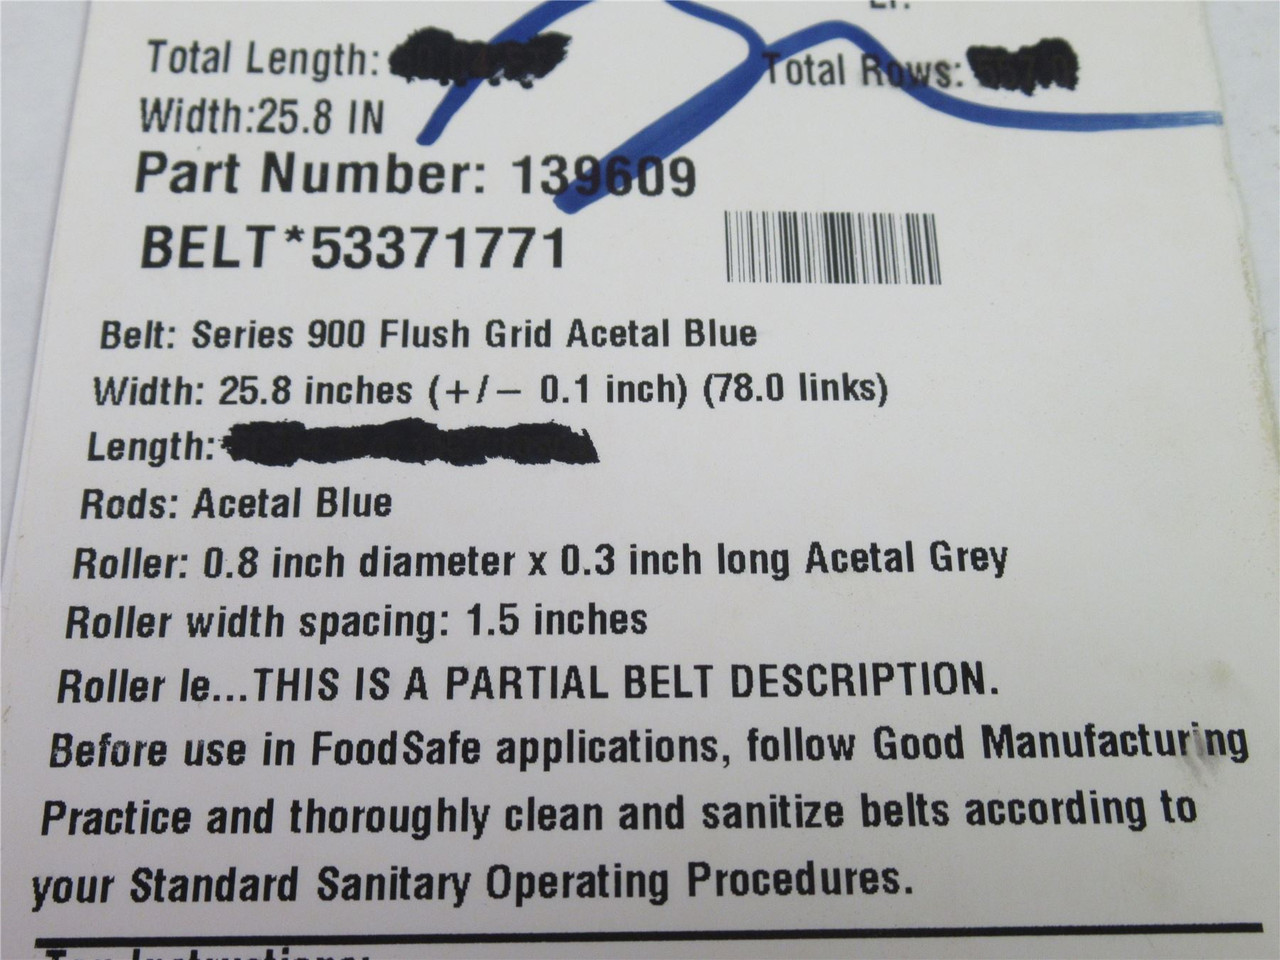 Total Length:
Total Rows:
Width:25.8 IN
Part Number: 139609
BELT*53371771
Belt: Series 900 Flush Grid Acetal Blue
Width: 25.8 inches (+/- 0.1 inch) (78.0 links)
Length:
Rods: Acetal Blue
Roller: 0.8 inch diameter x 0.3 inch long Acetal Grey
Roller width spacing: 1.5 inches
Roller le...THIS IS A PARTIAL BELT DESCRIPTION.
Before use in FoodSafe applications, follow Good Manufacturing
Practice and thoroughly clean and sanitize belts according to
your Standard Sanitary Operating Procedures.